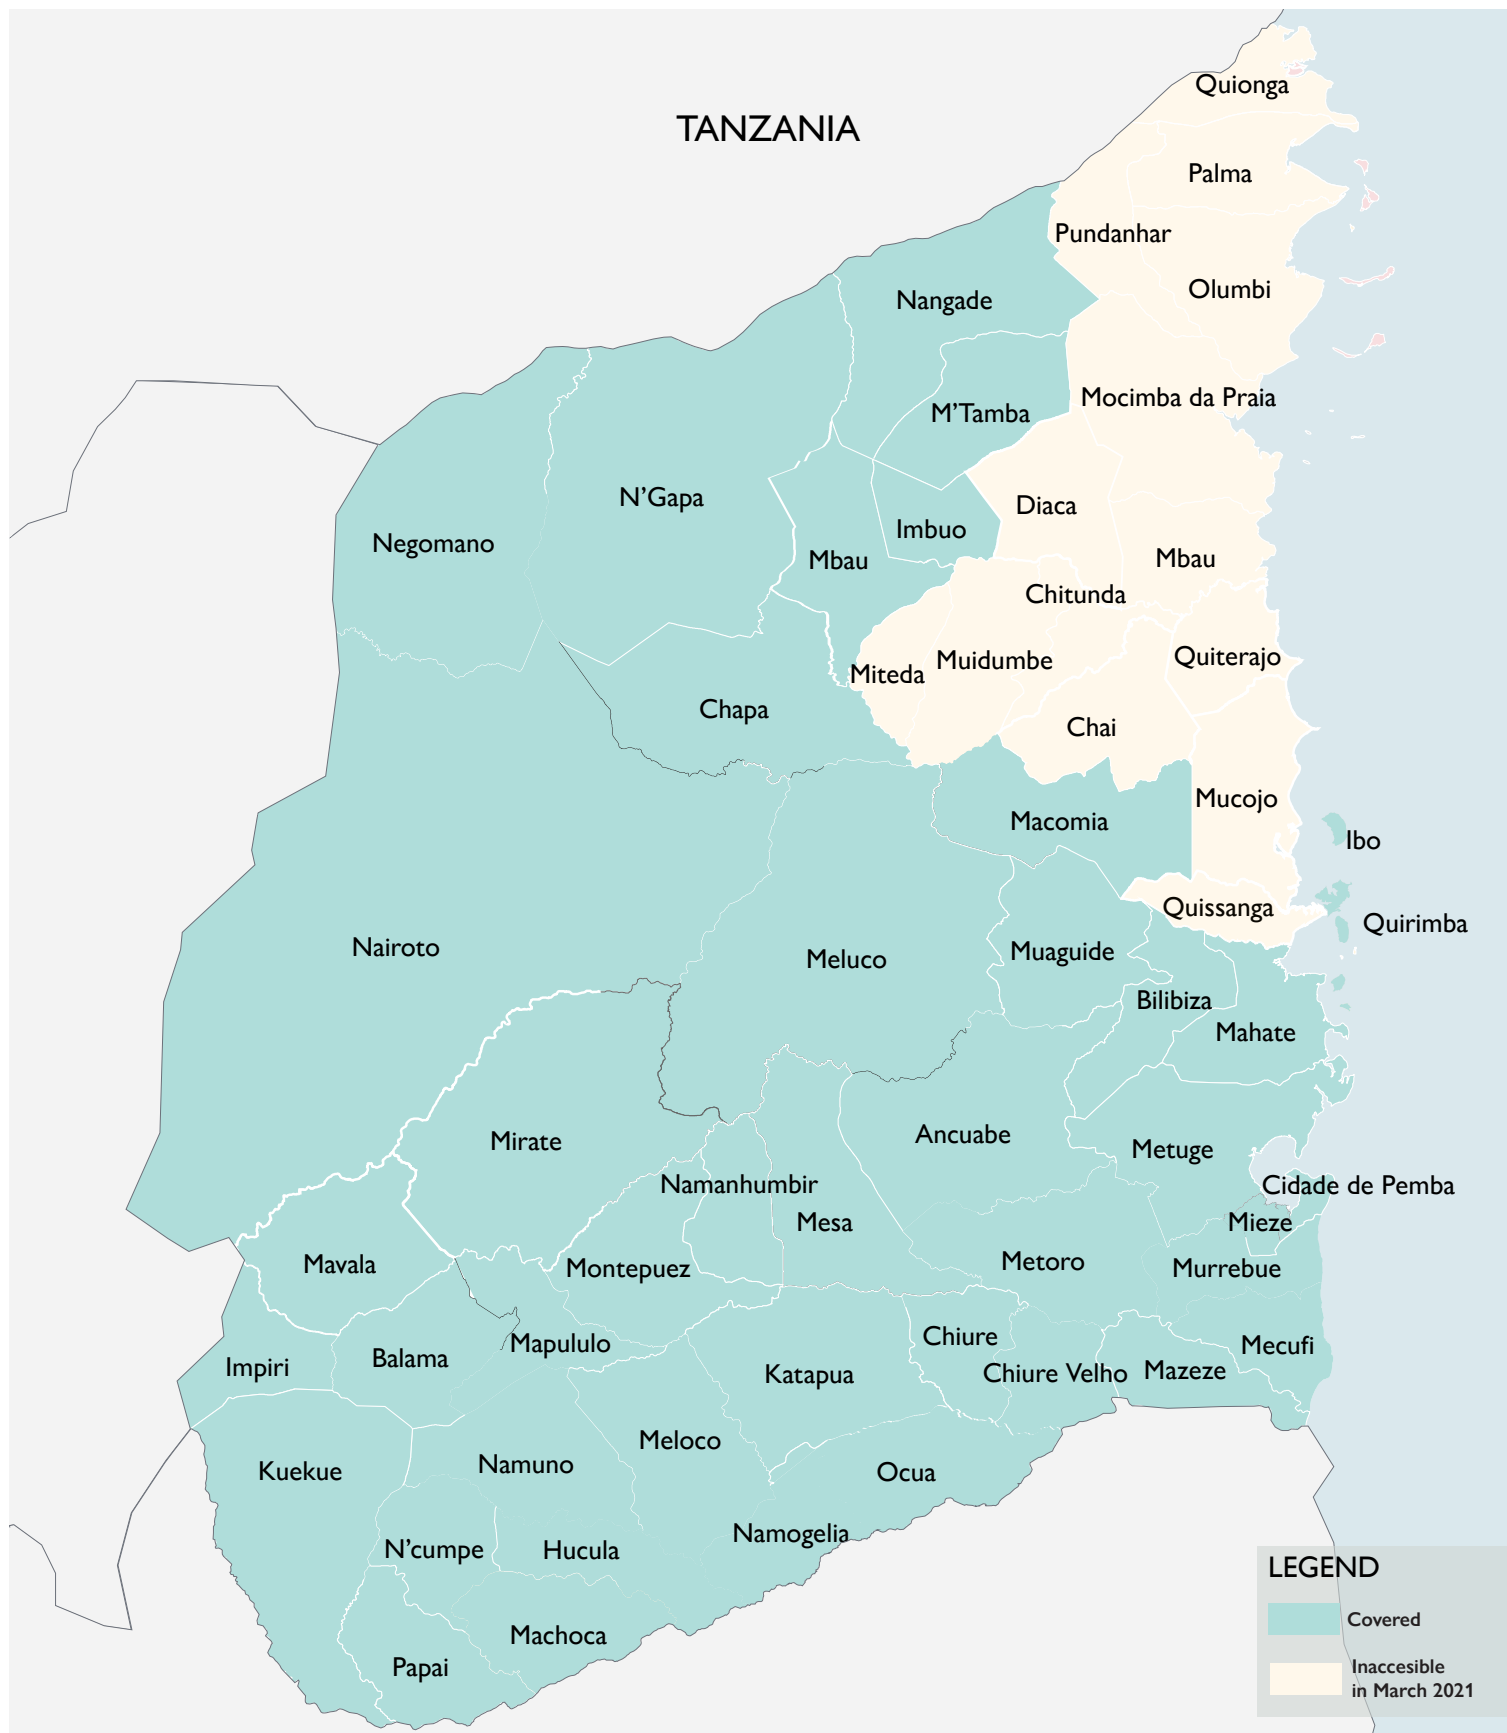 Quionga
TANZANIA
Palma
Pundanhar
Olumbi
Nangade
Mocimba da Praia
M'Tamba
N'Gapa
Diaca
Imbuo
Negomano
Mbau
Mbau
Chitunda
Quiterajo
Muidumbe
Miteda
Chapa
Chai
Mucojo
Macomia
Ibo
Quissanga
Quirimba
Nairoto
Muaguide
Meluco
Bilibiza
Mahate
Ancuabe
Mirate
Metuge
Namanhumbir
Cidade de Pemba
Mesa
Mieze
Metoro
Mavala
Montepuez
Murrebue
Chiure
Mapululo
Mecufi
Balama
Impiri
Katapua
Chiure Velho
Mazeze
Meloco
Namuno
Kuekue
Ocua
Namogelia
N'cumpe
Hucula
Machoca
Papai
LEGEND
Covered
Inaccesible
in March 2021